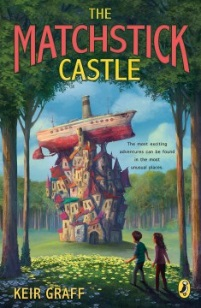 THE
MATCHSTICK
CASTLE
The most exciting
adventures can be found
in the most
unusual places.
KEIR GRAFF